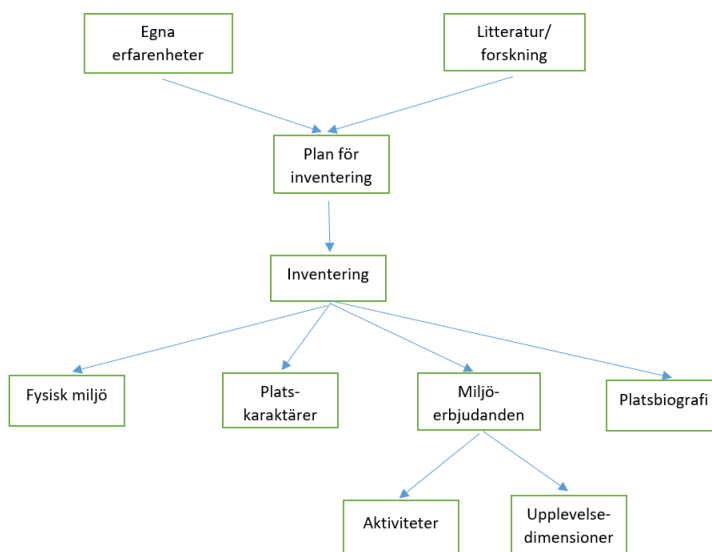 Egna
erfarenheter
Litteratur/
forskning
Plan för
inventering
Inventering
Fysisk miljö
Plats-
karaktärer
Miljö-
erbjudanden
Platsbiografi
Aktiviteter
Upplevelse-
dimensioner